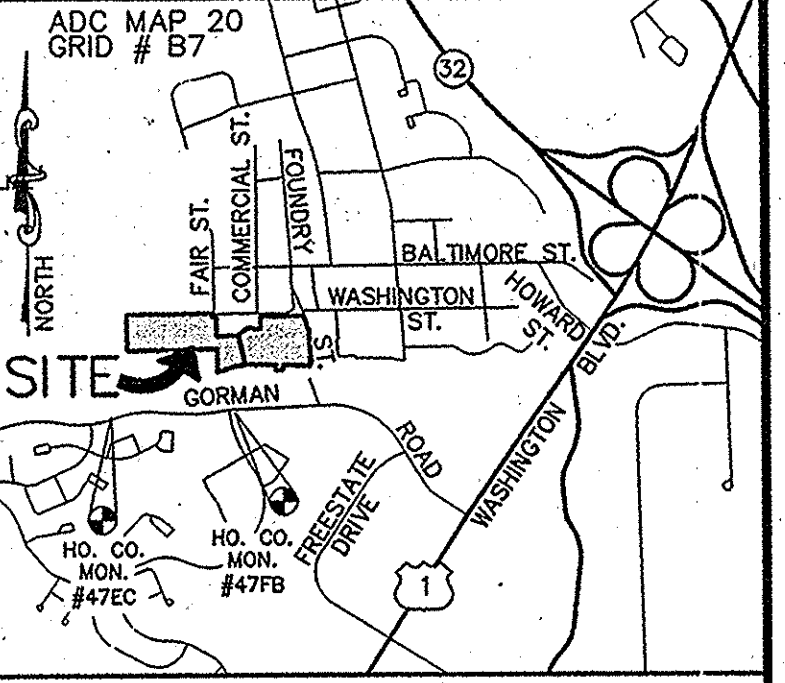 ADC MAP 20
GRID # B7
32
NORTH
FAIR ST.
COMMERCIAL ST.
FOUNDRY
ST.
BALTIMORE ST.
WASHINGTON
ST.
HOWARD
ST.
SITE
GORMAN
ROAD
WASHINGTON
BLVD.
FREESTATE
DRIVE
HO. CO.
MON.
#47EC
HO. CO.
MON.
#47FB
1